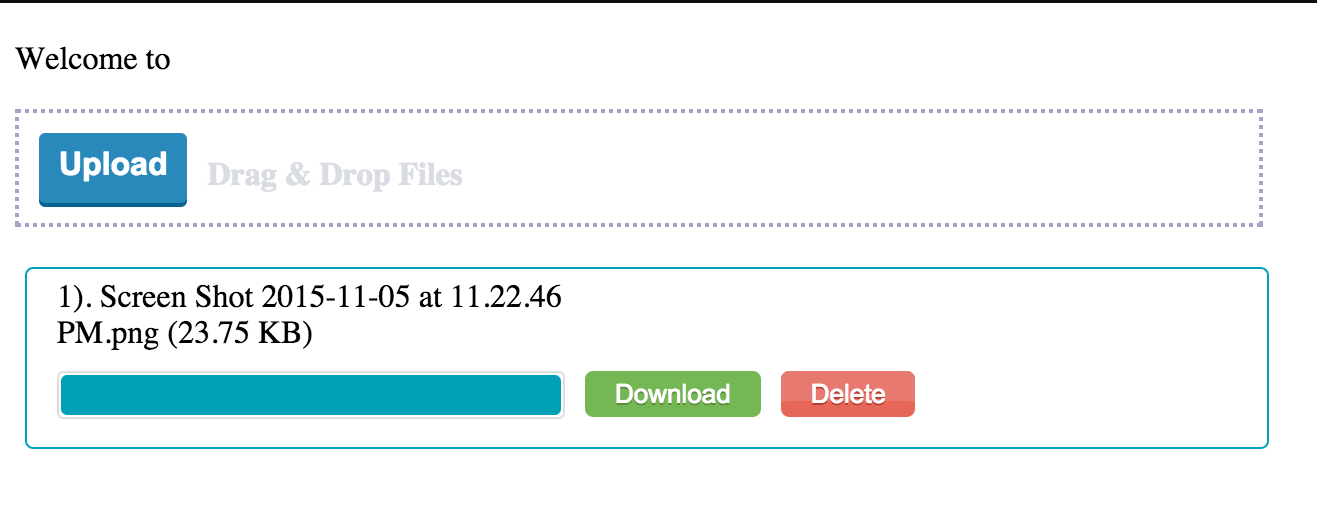 Welcome to
Upload
Drag & Drop Files
1). Screen Shot 2015-11-05 at 11.22.46
PM.png (23.75 KB)
Download
Delete